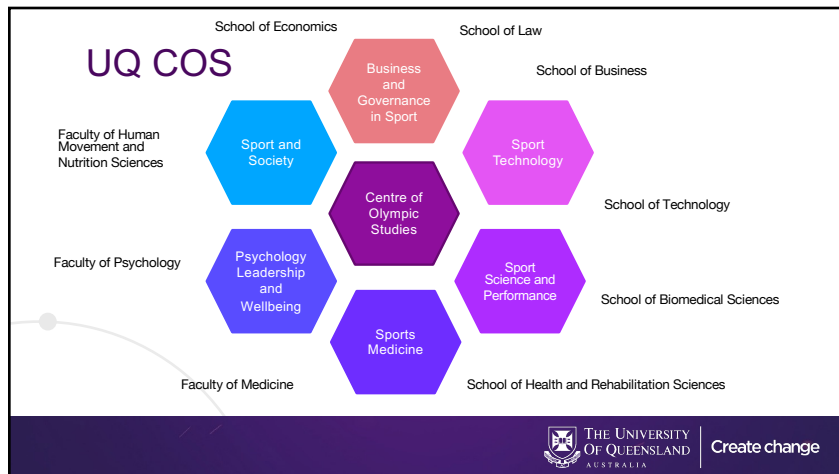 School of Economics
School of Law
UQ COS
Business
and
Governance
in Sport
School of Business
Faculty of Human
Movement and
Nutrition Sciences
Sport and
Society
Sport
Technology
Centre of
Olympic
Studies
School of Technology
Faculty of Psychology
Psychology
Leadership
and
Wellbeing
Sport
Science and
Performance
School of Biomedical Sciences
Sports
Medicine
Faculty of Medicine
School of Health and Rehabilitation Sciences
THE UNIVERSITY
OF QUEENSLAND
AUSTRALIA
Create change